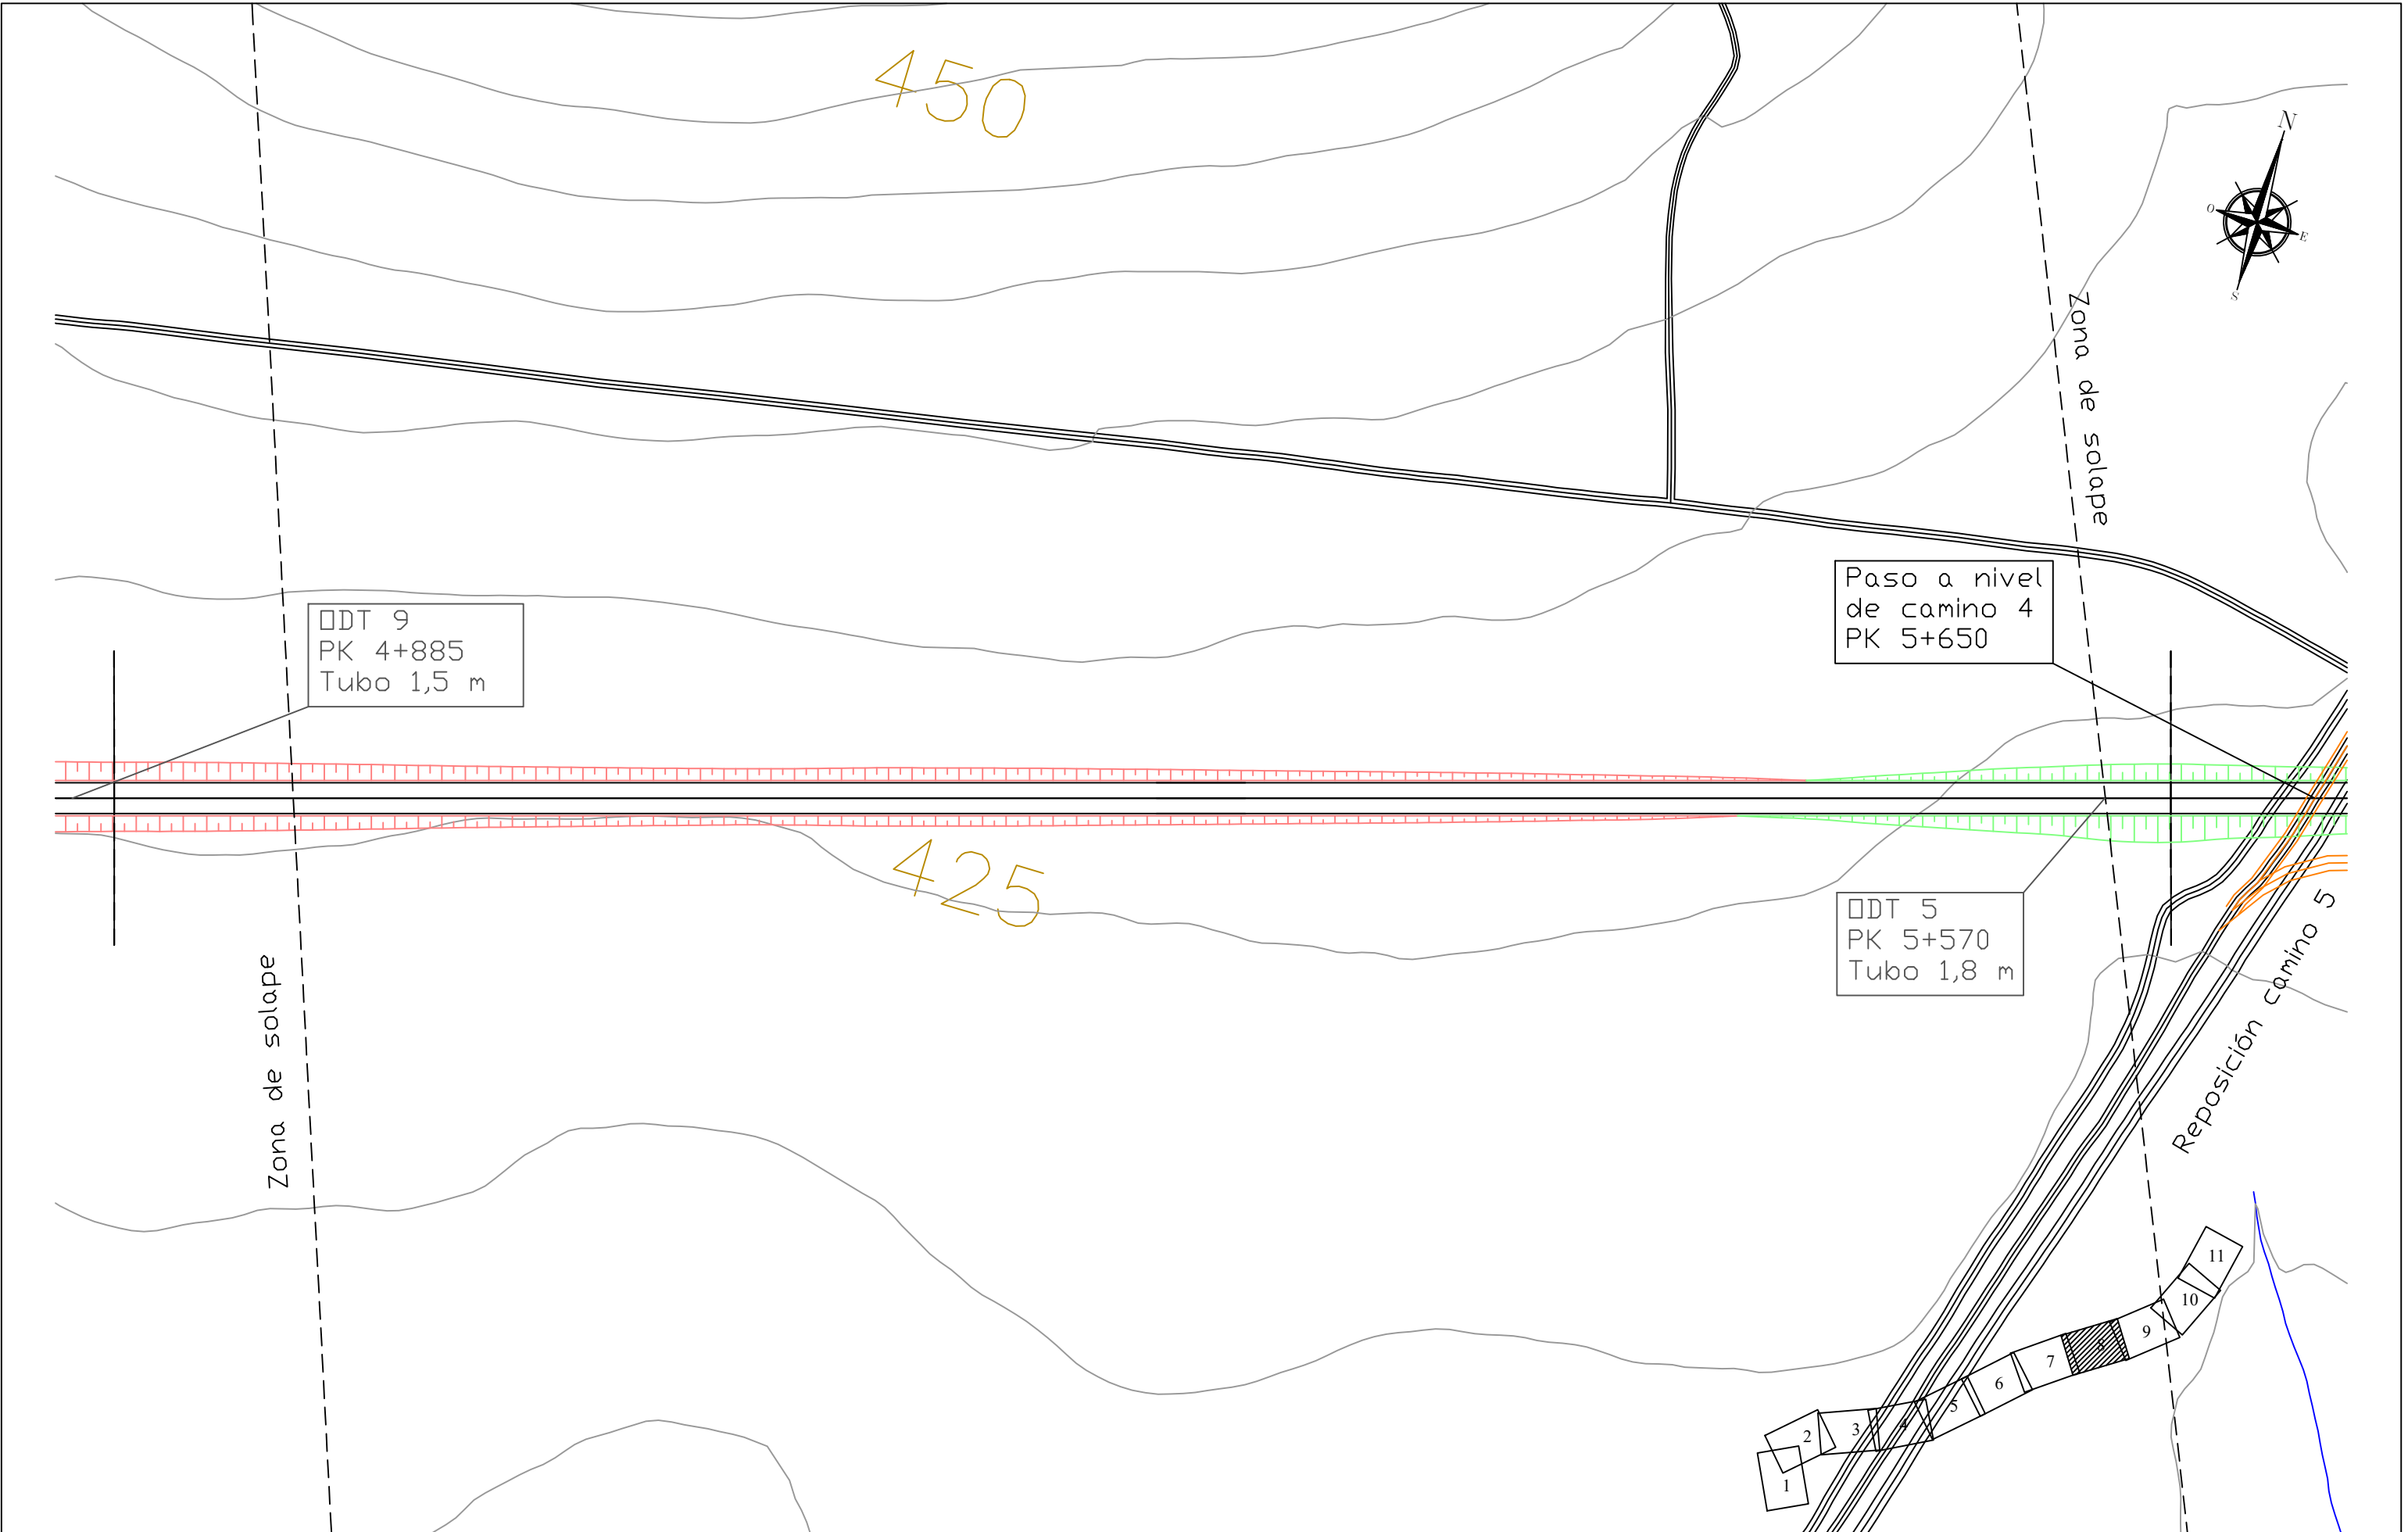 450
N
O
E
S
Zona de solape
Paso a nivel
de camino 4
PK 5+650
ODT 9
PK 4+885
Tubo 1,5 m
425
ODT 5
PK 5+570
Tubo 1,8 m
Zona de solape
Reposición camino 5
11
10
9
8
7
6
5
4
3
2
1